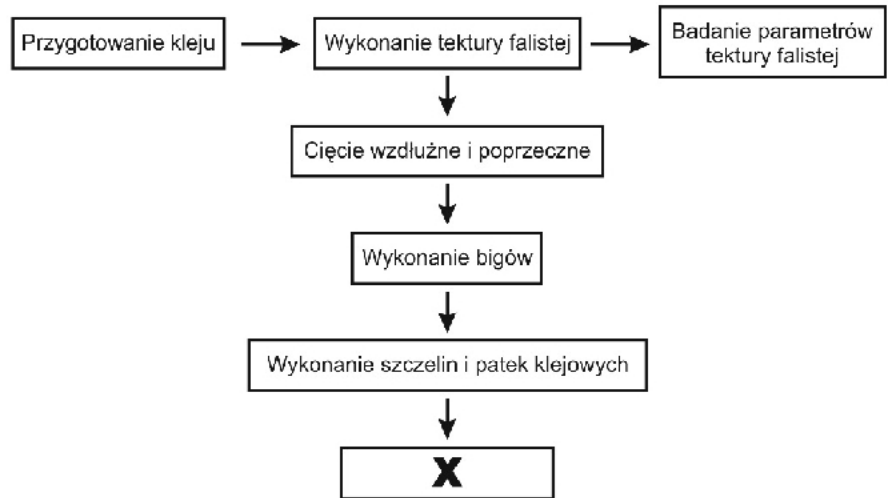 Przygotowanie kleju
Wykonanie tektury falistej
Badanie parametrów
tektury falistej
Cięcie wzdłużne i poprzeczne
Wykonanie bigów
Wykonanie szczelin i patek klejowych
X